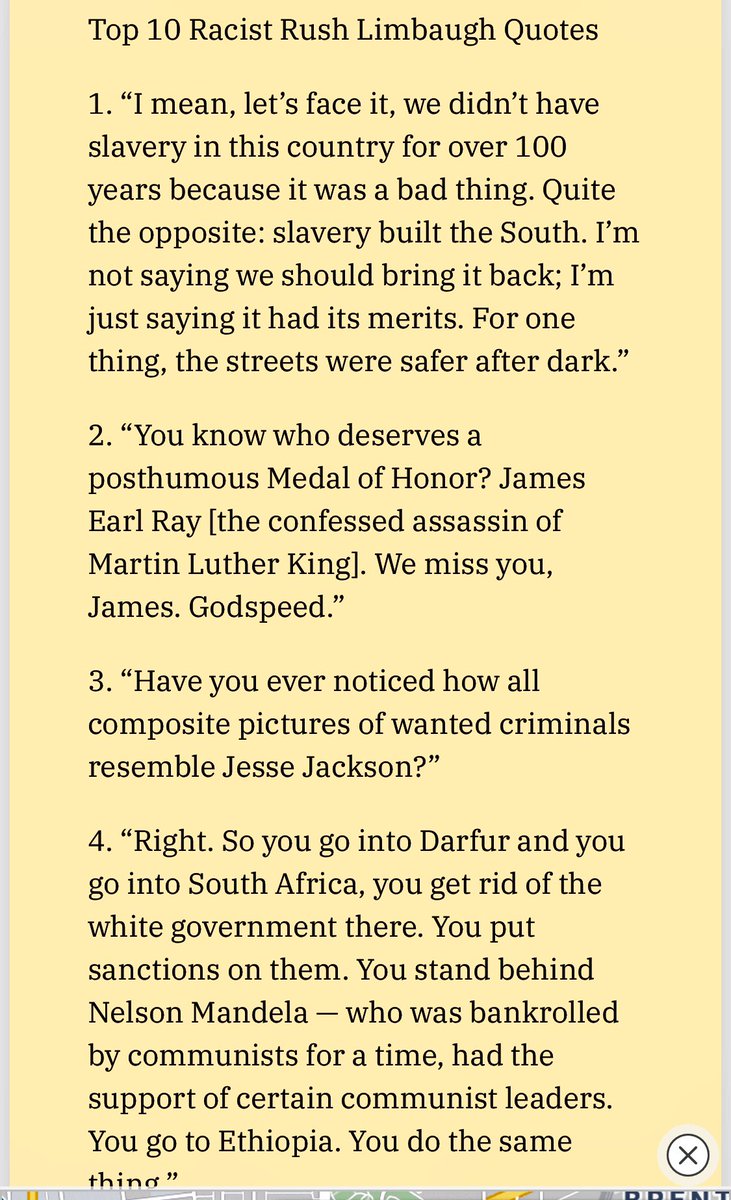 Top 10 Racist Rush Limbaugh Quotes
1. “I mean, let’s face it, we didn’t have
slavery in this country for over 100
years because it was a bad thing. Quite
the opposite: slavery built the South. I’m
not saying we should bring it back; I’m
just saying it had its merits. For one
thing, the streets were safer after dark.”
2. “You know who deserves a
posthumous Medal of Honor? James
Earl Ray [the confessed assassin of
Martin Luther King]. We miss you,
James. Godspeed.”
3. “Have you ever noticed how all
composite pictures of wanted criminals
resemble Jesse Jackson?”
4. “Right. So you go into Darfur and you
go into South Africa, you get rid of the
white government there. You put
sanctions on them. You stand behind
Nelson Mandela — who was bankrolled
by communists for a time, had the
support of certain communist leaders.
You go to Ethiopia. You do the same
thing.”